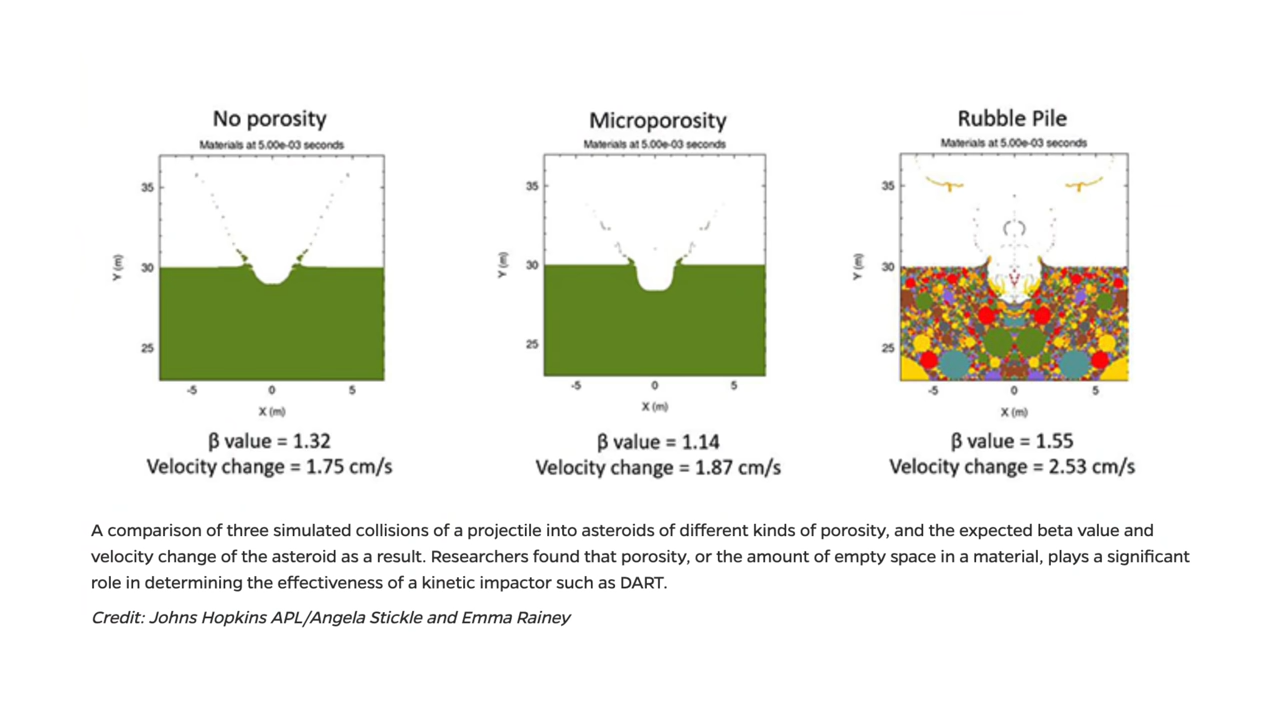 No porosity
Materials at 5.00e-03 seconds
35
30
25
Y (m)
-5 0 5
X (m)
β value = 1.32
Velocity change = 1.75 cm/s
Microporosity
Materials at 5.00e-03 seconds
35
30
25
Y (m)
-5 0 5
X (m)
β value = 1.14
Velocity change = 1.87 cm/s
Rubble Pile
Materials at 5.00e-03 seconds
35
30
25
Y (m)
-5 0 5
X (m)
β value = 1.55
Velocity change = 2.53 cm/s
A comparison of three simulated collisions of a projectile into asteroids of different kinds of porosity, and the expected beta value and
velocity change of the asteroid as a result. Researchers found that porosity, or the amount of empty space in a material, plays a significant
role in determining the effectiveness of a kinetic impactor such as DART.
Credit: Johns Hopkins APL/Angela Stickle and Emma Rainey